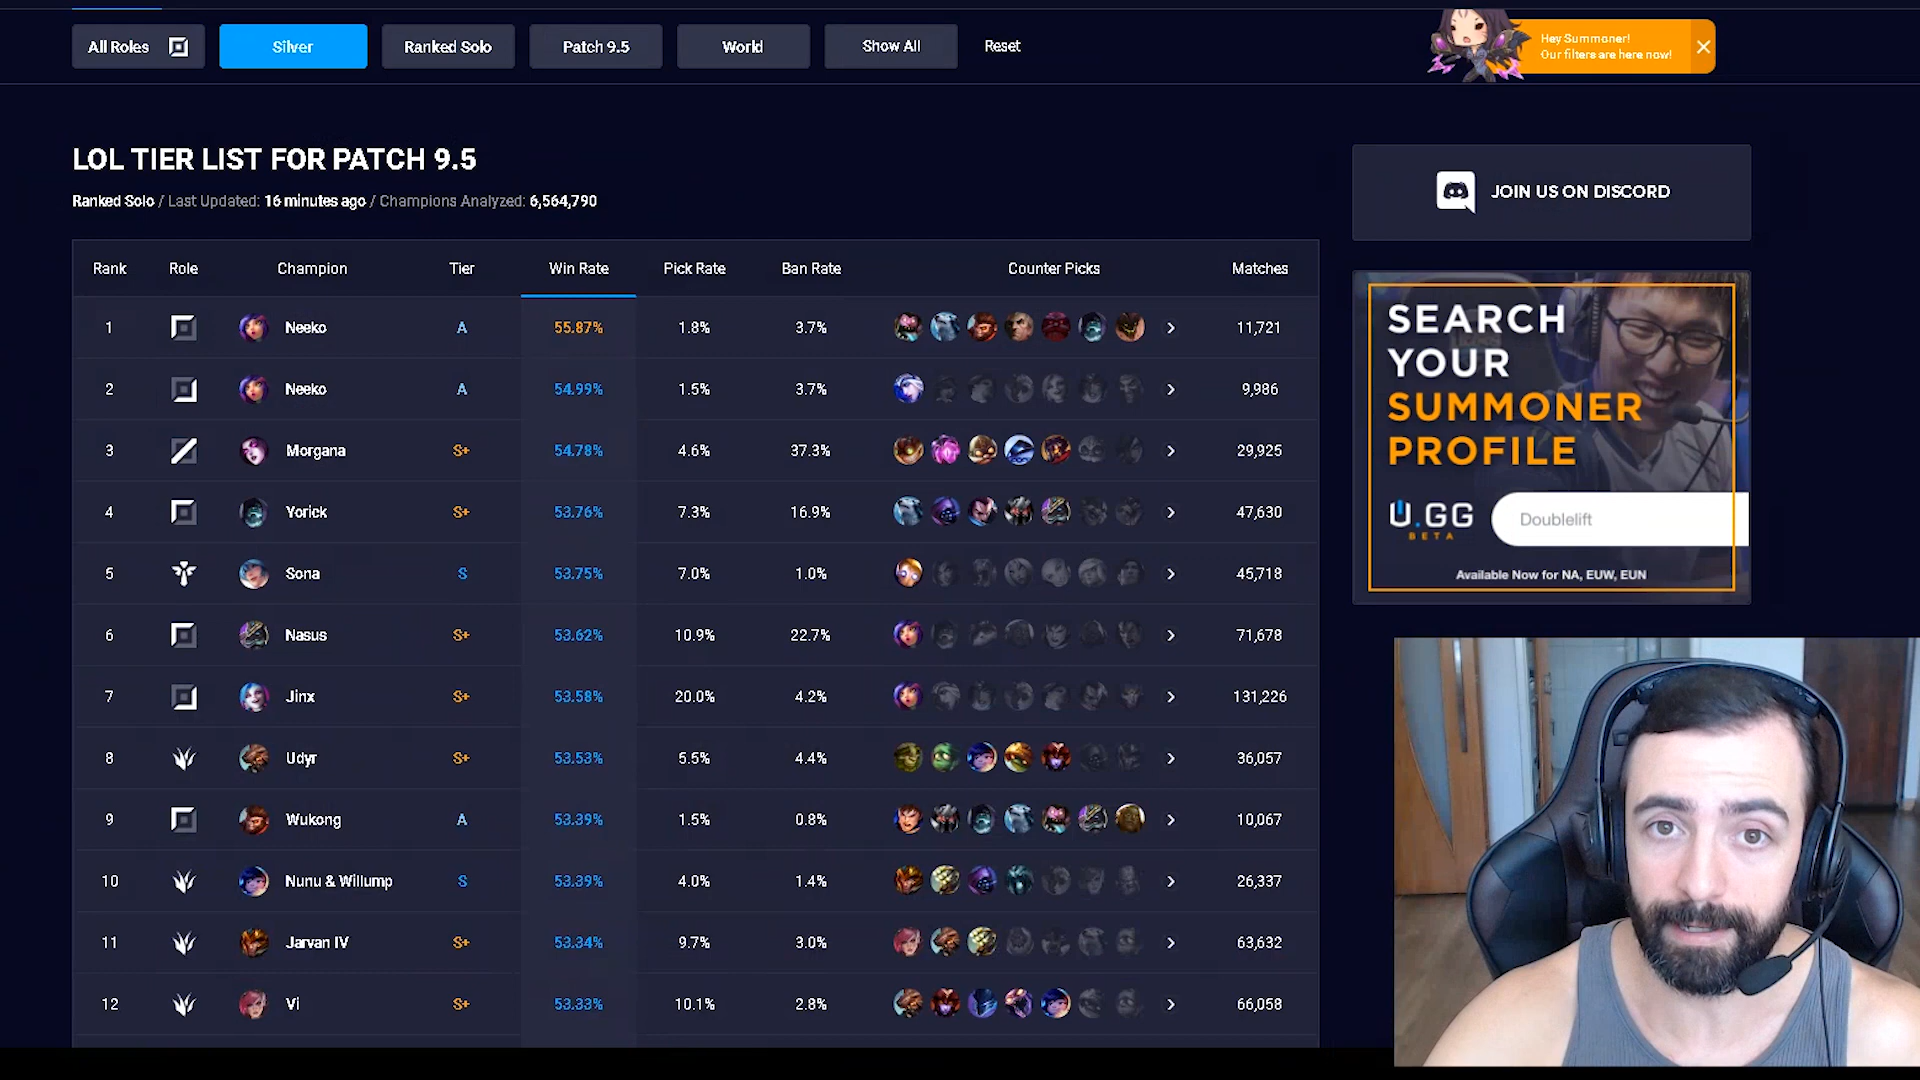 All Roles Silver Ranked Solo Patch 9.5 World Show All Reset
Hey Summoner!
Our filters are here now!
LOL TIER LIST FOR PATCH 9.5
Ranked Solo / Last Updated: 16 minutes ago / Champions Analyzed: 6,564,790
Rank Role Champion Tier Win Rate Pick Rate Ban Rate Counter Picks Matches
1 Neeko A 55.87% 1.8% 3.7% 11,721
2 Neeko A 54.99% 1.5% 3.7% 9,986
3 Morgana S+ 54.78% 4.6% 37.3% 29,925
4 Yorick S+ 53.76% 7.3% 16.9% 47,630
5 Sona S 53.75% 7.0% 1.0% 45,718
6 Nasus S+ 53.62% 10.9% 22.7% 71,678
7 Jinx S+ 53.58% 20.0% 4.2% 131,226
8 Udyr S+ 53.53% 5.5% 4.4% 36,057
9 Wukong A 53.39% 1.5% 0.8% 10,067
10 Nunu & Willump S 53.39% 4.0% 1.4% 26,337
11 Jarvan IV S+ 53.34% 9.7% 3.0% 63,632
12 Vi S+ 53.33% 10.1% 2.8% 66,058
JOIN US ON DISCORD
SEARCH
YOUR
SUMMONER
PROFILE
U.GG
BETA
Doublelift
Available Now for NA, EUW, EUN